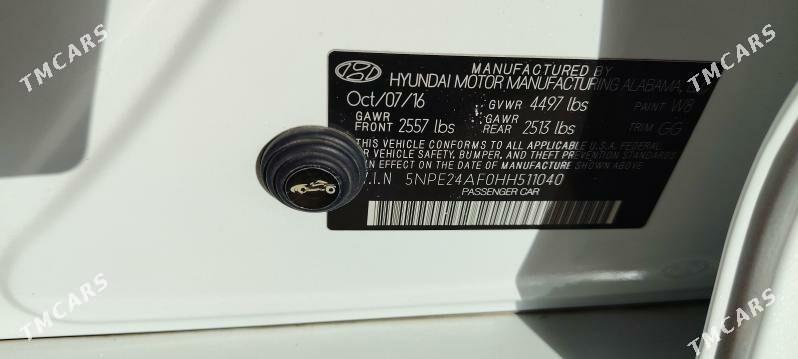 TMCARS
TMCARS
MANUFACTURED BY
HYUNDAI MOTOR MANUFACTURING ALABAMA,
Oct/07/16 GVWR 4497 lbs PAINT W8
GAWR FRONT 2557 lbs GAWR REAR 2513 lbs TRIM GG
THIS VEHICLE CONFORMS TO ALL APPLICABLE U.S.A. FEDERAL
VEHICLE SAFETY, BUMPER, AND THEFT PREVENTION STANDARDS
IN EFFECT ON THE DATE OF MANUFACTURE SHOWN ABOVE
V.I.N 5NPE24AF0HH511040
PASSENGER CAR
TMCARS
TMCARS